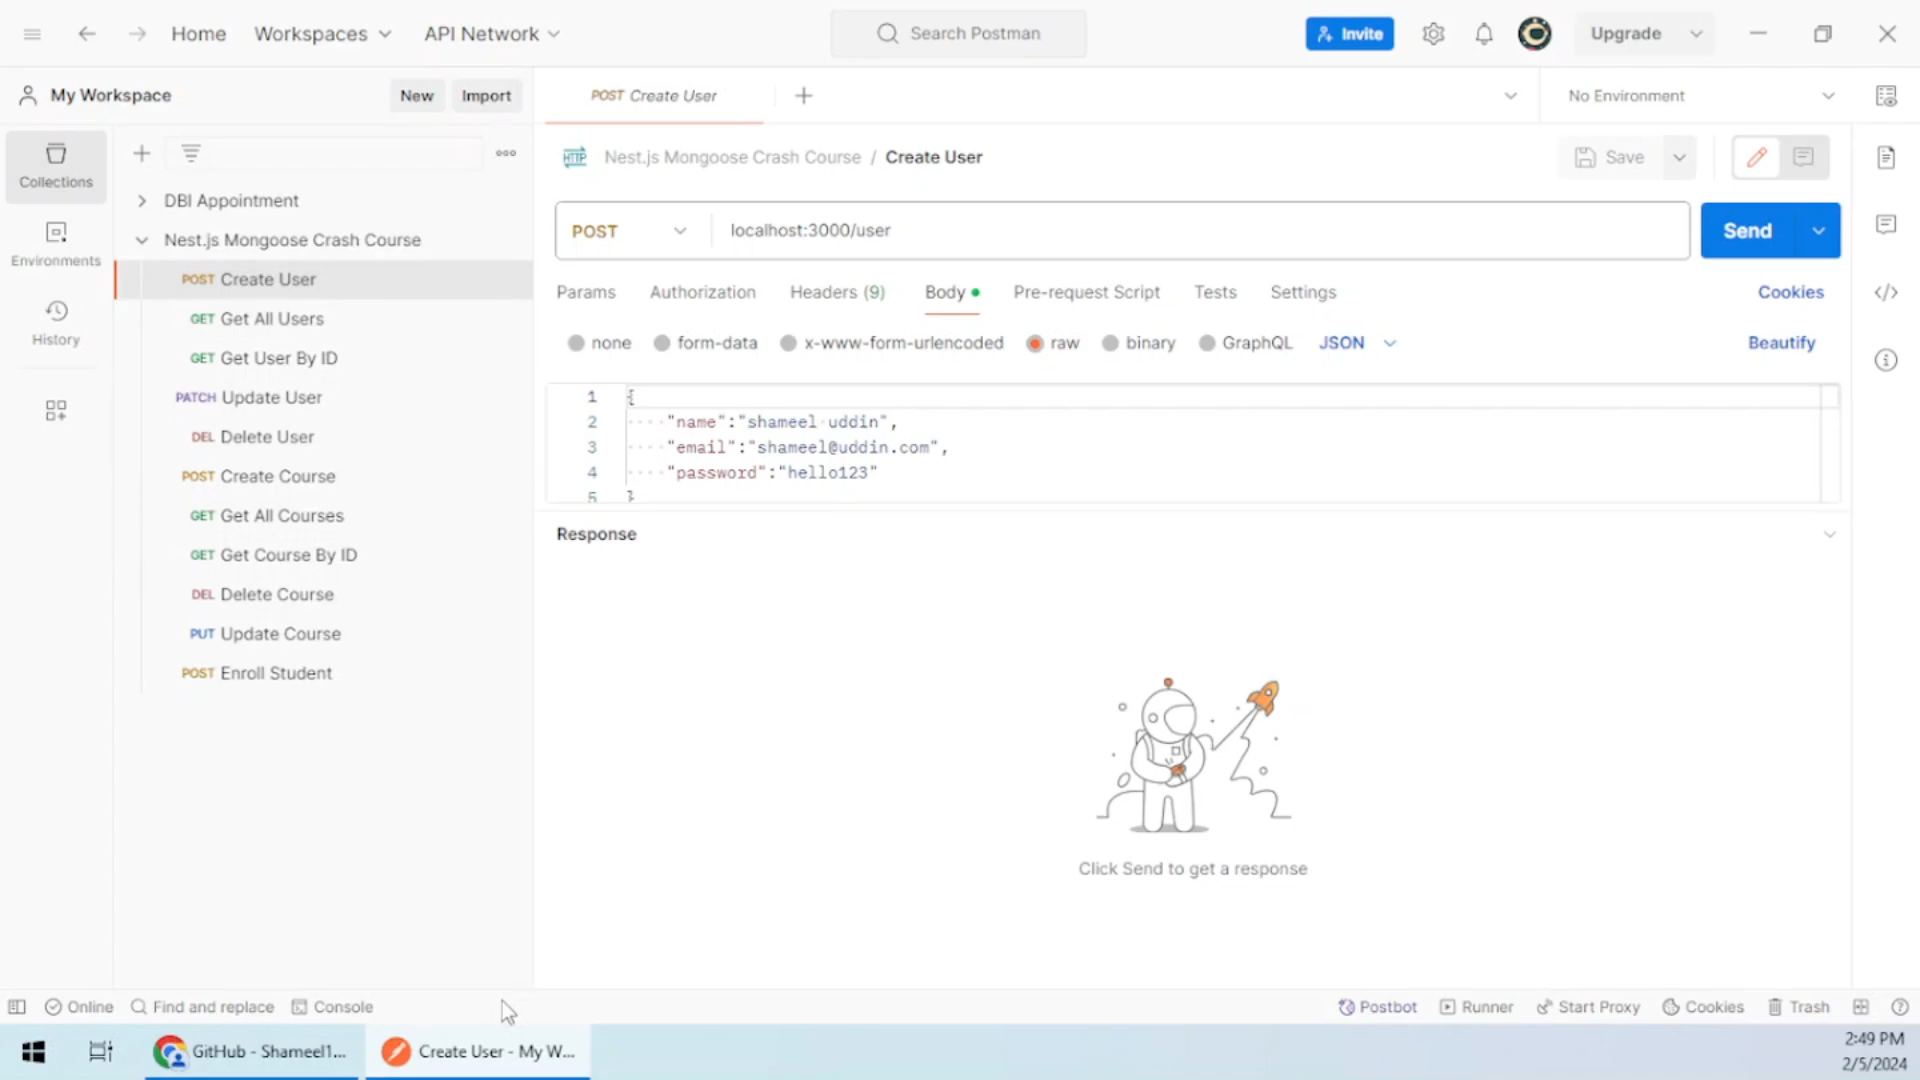 Home
Workspaces
API Network
Search Postman
Invite
Upgrade
My Workspace
New
Import
POST Create User
No Environment
Collections
Environments
History
DBI Appointment
Nest.js Mongoose Crash Course
POST Create User
GET Get All Users
GET Get User By ID
PATCH Update User
DEL Delete User
POST Create Course
GET Get All Courses
GET Get Course By ID
DEL Delete Course
PUT Update Course
POST Enroll Student
HTTP
Nest.js Mongoose Crash Course / Create User
Save
POST
localhost:3000/user
Send
Params
Authorization
Headers (9)
Body
Pre-request Script
Tests
Settings
Cookies
none
form-data
x-www-form-urlencoded
raw
binary
GraphQL
JSON
Beautify
1 {
2 "name":"shameel uddin",
3 "email":"shameel@uddin.com",
4 "password":"hello123"
5 }
Response
Click Send to get a response
Online
Find and replace
Console
Postbot
Runner
Start Proxy
Cookies
Trash
GitHub - Shameel1...
Create User - My W...
2:49 PM
2/5/2024